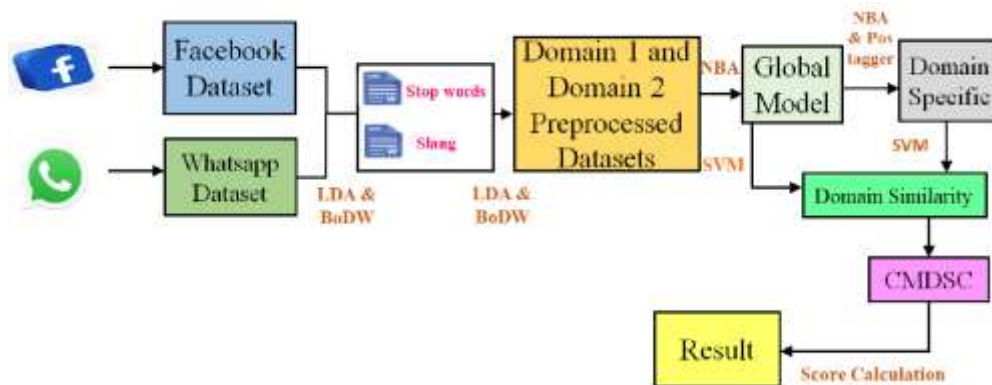 Facebook
Dataset
Whatsapp
Dataset
LDA &
BoDW
Stop words
Slang
LDA &
BoDW
Domain 1 and
Domain 2
Preprocessed
Datasets
NBA
SVM
Global
Model
NBA
& Pos
tagger
Domain
Specific
SVM
Domain Similarity
CMDSC
Score Calculation
Result